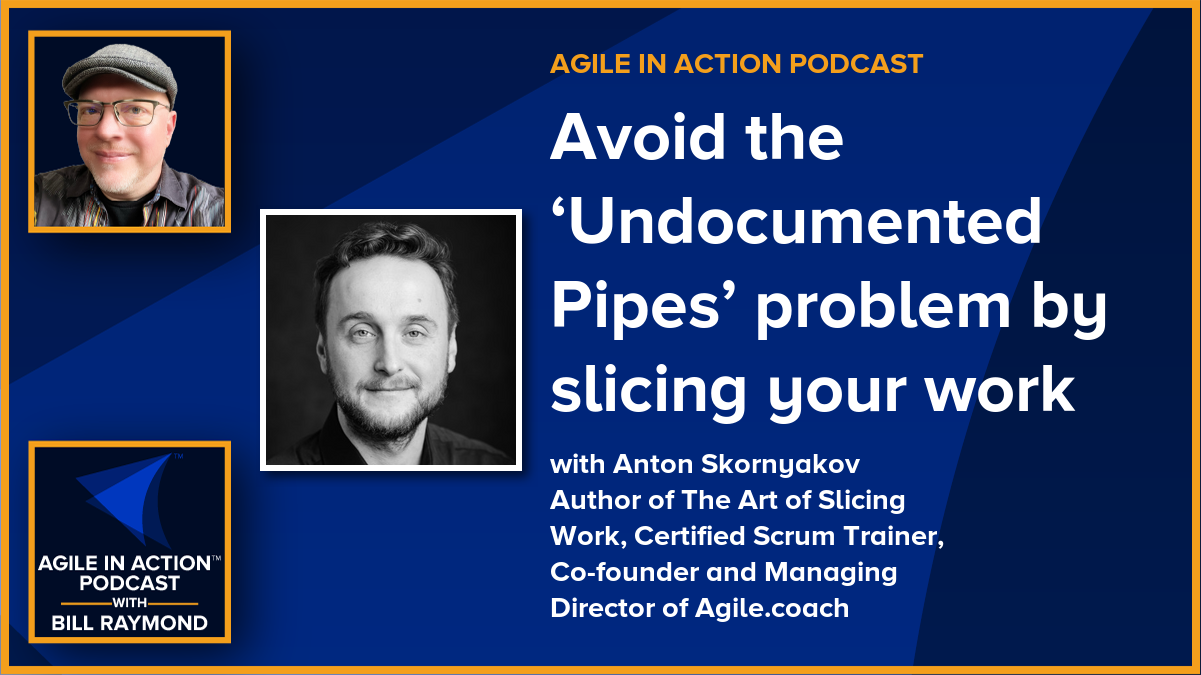 AGILE IN ACTION PODCAST
Avoid the
‘Undocumented
Pipes’ problem by
slicing your work
with Anton Skornyakov
Author of The Art of Slicing
Work, Certified Scrum Trainer,
Co-founder and Managing
Director of Agile.coach
TM
AGILE IN ACTION™
PODCAST
WITH
BILL RAYMOND